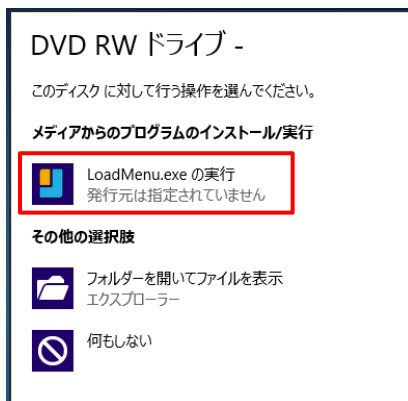 DVD RW ドライブ -
このディスク に対して行う操作を選んでください。
メディアからのプログラムのインストール/実行
LoadMenu.exe の実行
発行元は指定されていません
その他の選択肢
フォルダーを開いてファイルを表示
エクスプローラー
何もしない